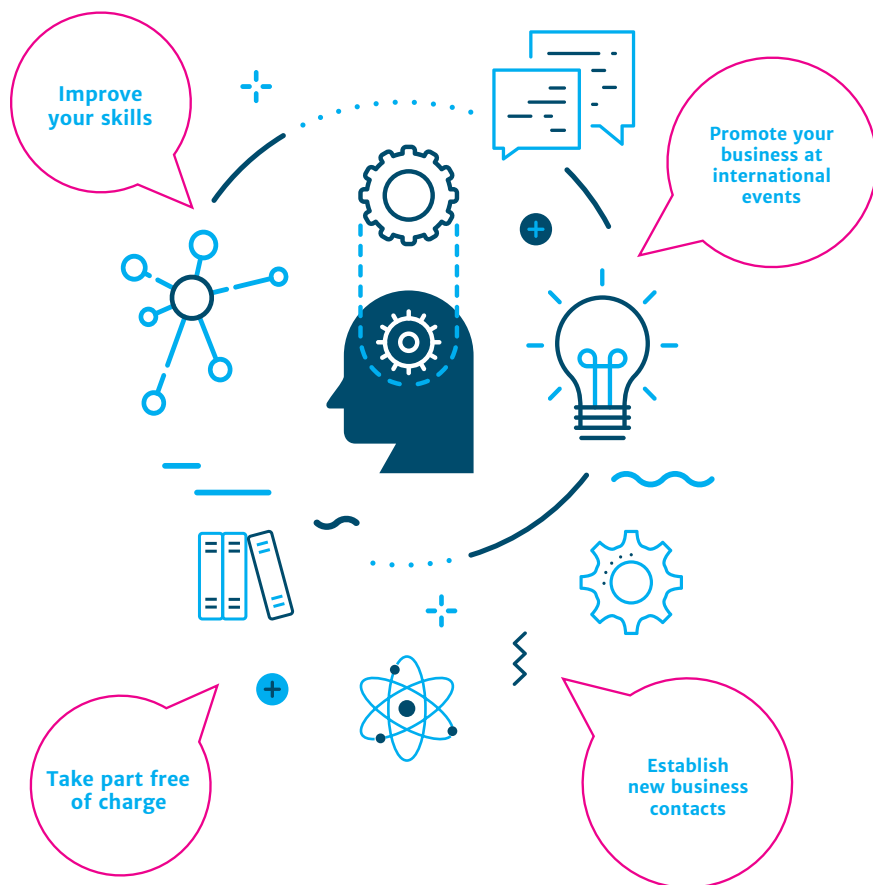 Improve
your skills
Promote your
business at
international
events
Take part free
of charge
Establish
new business
contacts